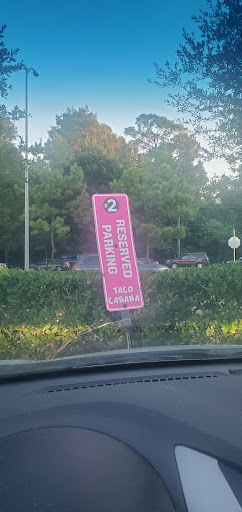 2
RESERVED
PARKING
TACO
CABANA